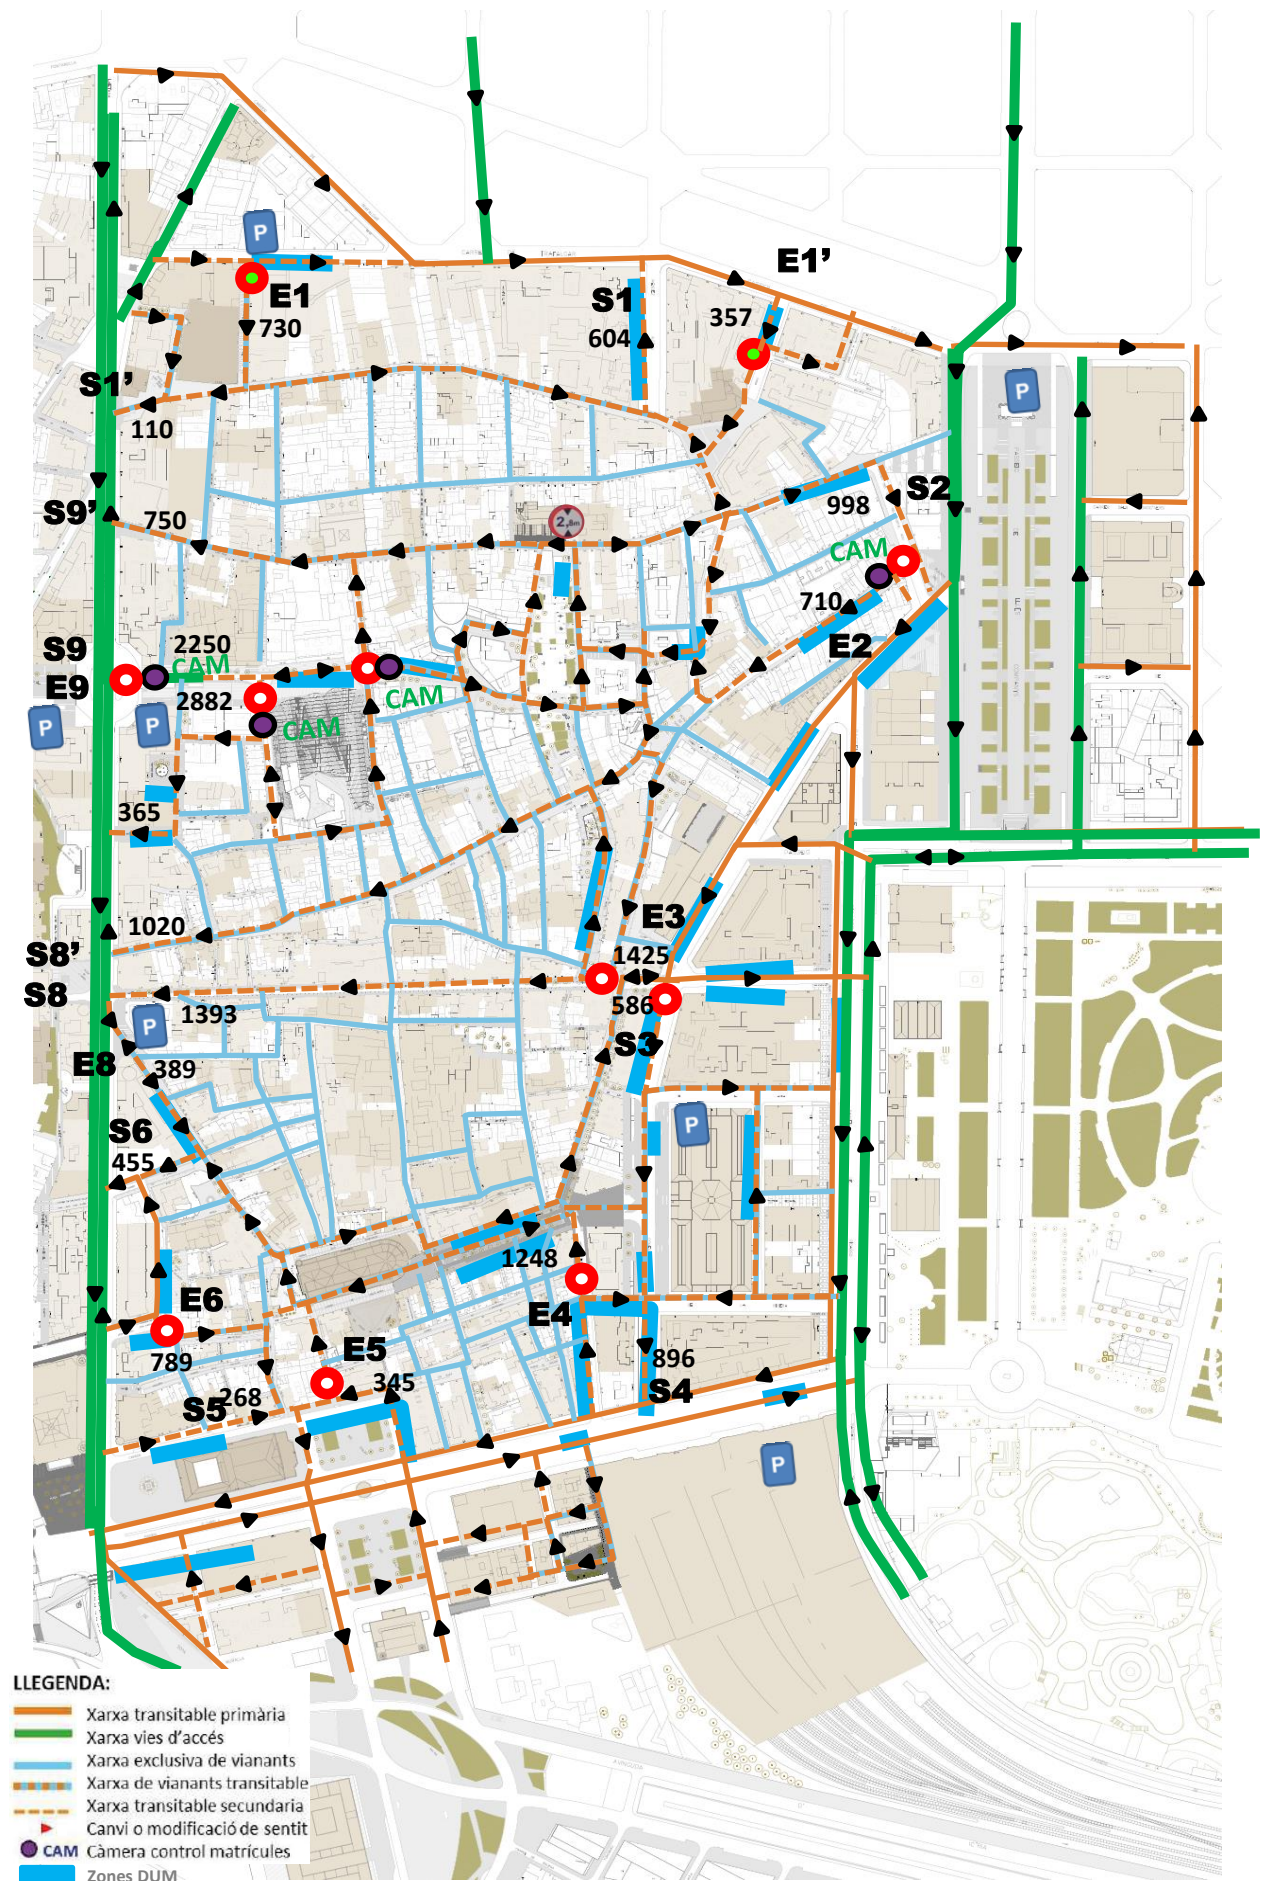 P
E1'
E1
S1
730
357
604
P
S1'
110
S2
S9'
750
998
2,8m
CAM
710
2250
S9
CAM
E2
E9
2882
CAM
P
P
CAM
365
E3
1020
1425
S8'
S8
586
1393
P
S3
E8
389
P
S6
455
1248
E6
E4
E5
789
896
345
268
S4
S5
P
LLEGENDA:
Xarxa transitable primària
Xarxa vies d'accés
Xarxa exclusiva de vianants
Xarxa de vianants transitable
Xarxa transitable secundaria
Canvi o modificació de sentit
CAM Càmera control matrícules
Zones DUM